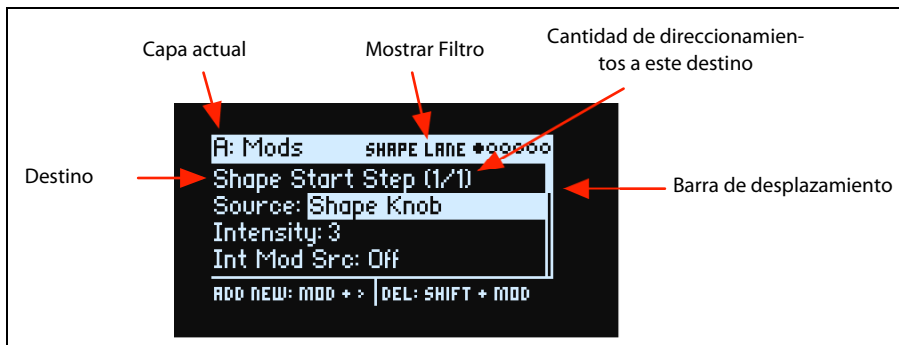 Capa actual
Mostrar Filtro
Cantidad de direccionamien-
tos a este destino
Destino
Barra de desplazamiento
A: Mods SHAPE LANE
Shape Start Step (1/1)
Source: Shape Knob
Intensity: 3
Int Mod Src: Off
ADD NEW: MOD + > DEL: SHIFT + MOD